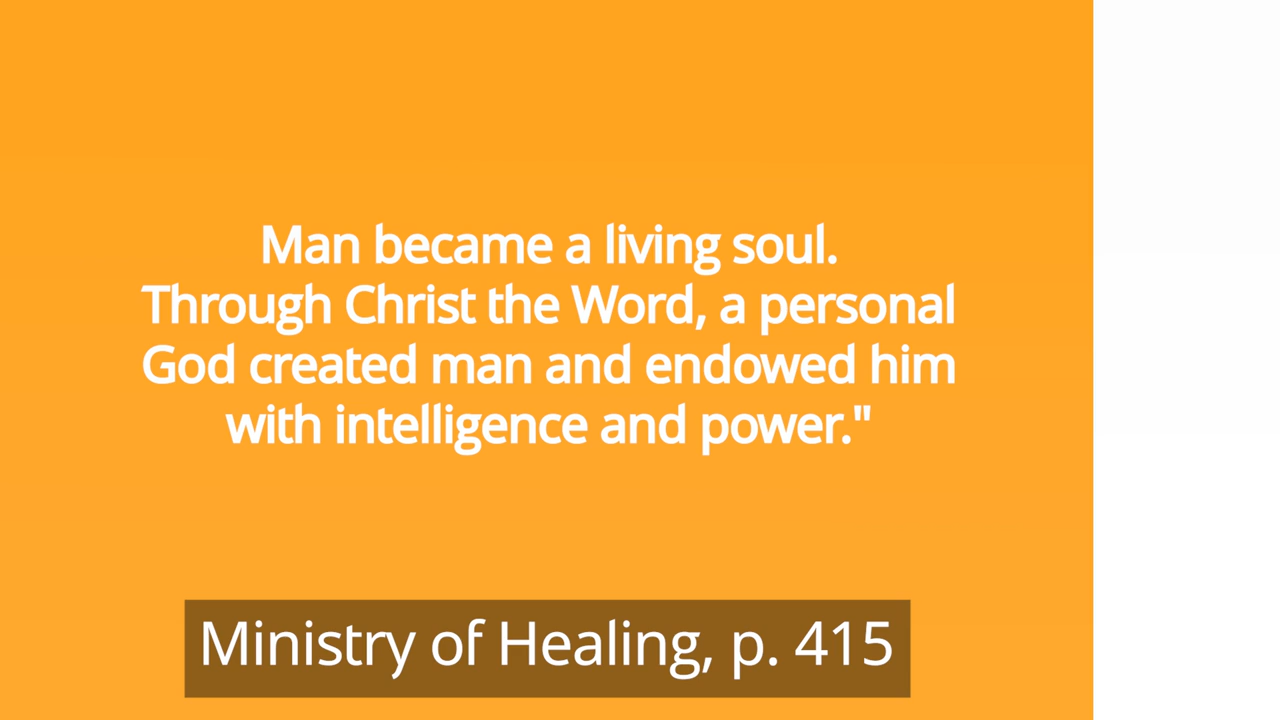 Man became a living soul.
Through Christ the Word, a personal
God created man and endowed him
with intelligence and power."
Ministry of Healing, p. 415